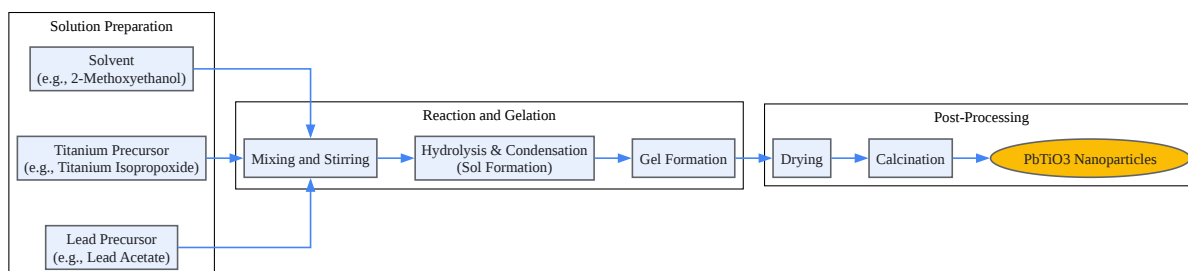 Solution Preparation
Solvent
(e.g., 2-Methoxyethanol)
Titanium Precursor
(e.g., Titanium Isopropoxide)
Lead Precursor
(e.g., Lead Acetate)
Reaction and Gelation
Mixing and Stirring
Hydrolysis & Condensation
(Sol Formation)
Gel Formation
Post-Processing
Drying
Calcination
PbTiO3 Nanoparticles